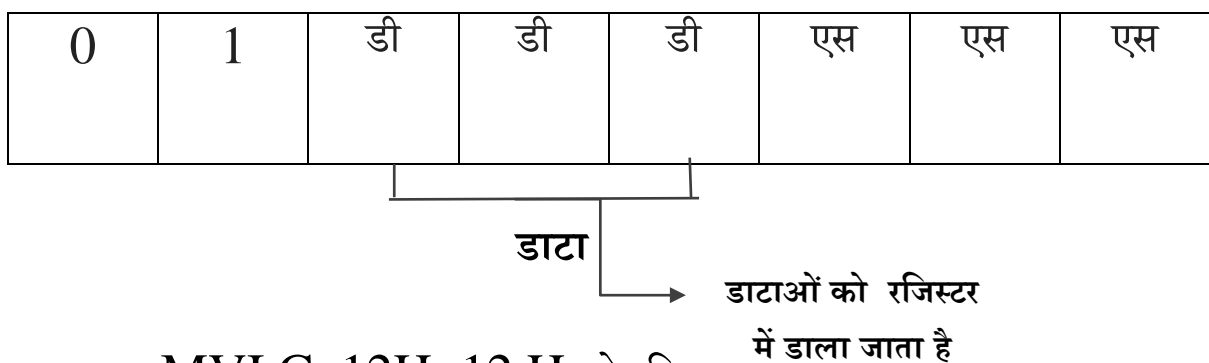 0 1 डी डी डी एस एस एस
डाटा
डाटाओं को रजिस्टर
में डाला जाता है